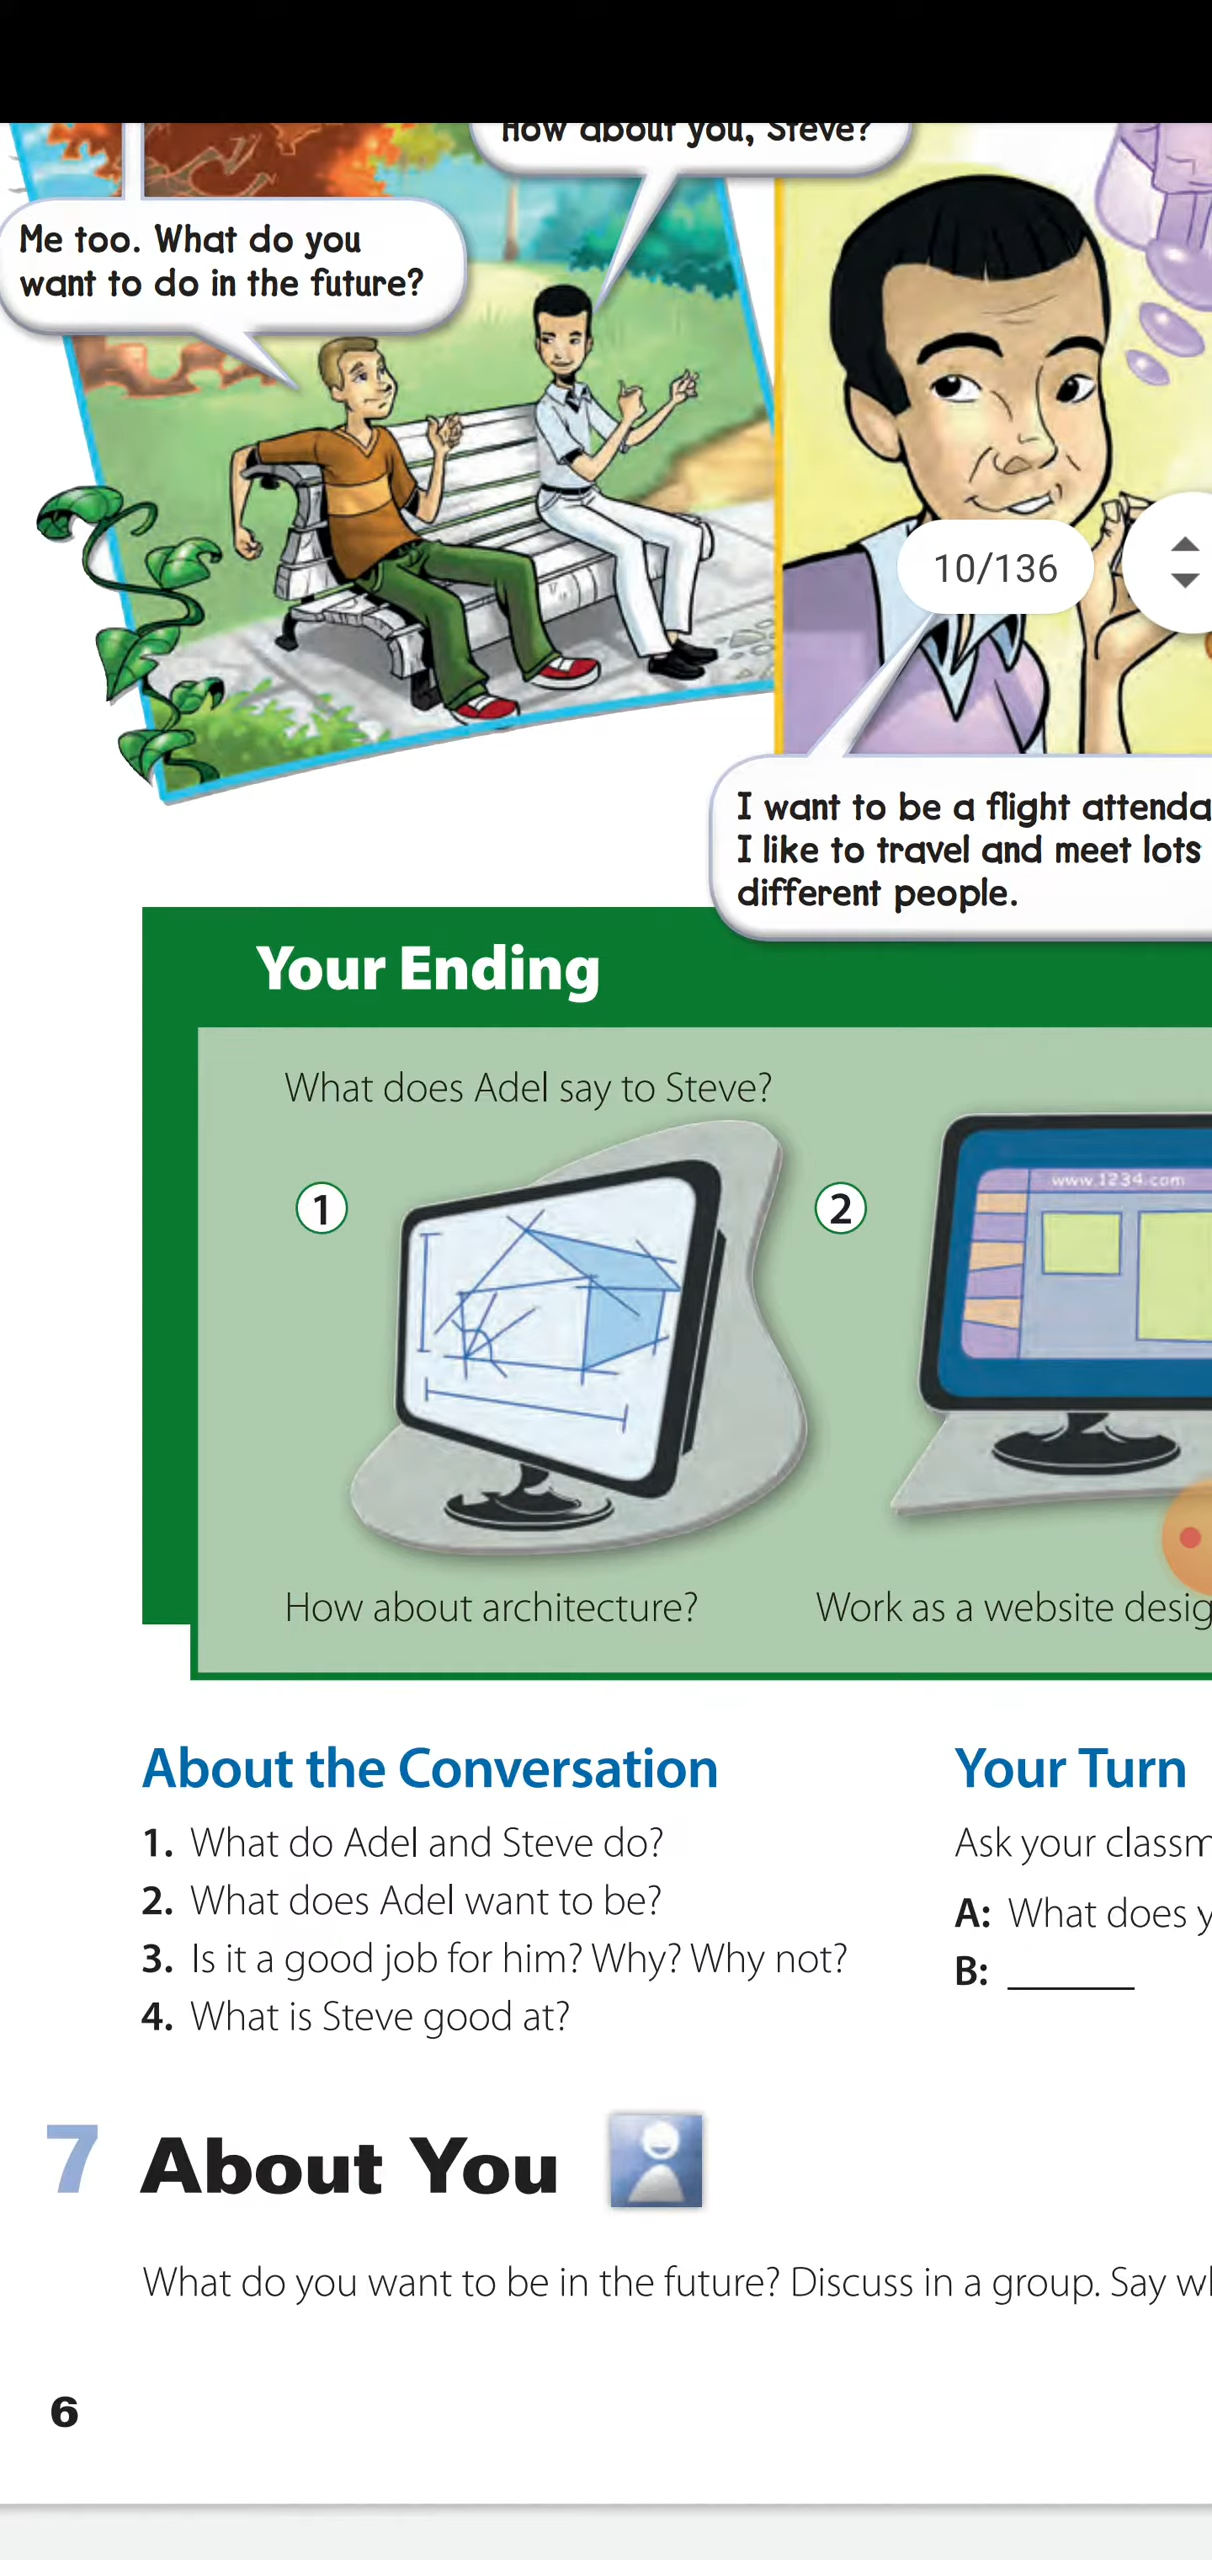 How about you, Steve?
Me too. What do you
want to do in the future?
10/136
I want to be a flight attenda
I like to travel and meet lots
different people.
Your Ending
What does Adel say to Steve?
1
2
www.1234.com
How about architecture?
Work as a website desig
About the Conversation
1. What do Adel and Steve do?
2. What does Adel want to be?
3. Is it a good job for him? Why? Why not?
4. What is Steve good at?
Your Turn
Ask your classm
A: What does y
B:
7 About You
What do you want to be in the future? Discuss in a group. Say wh
6